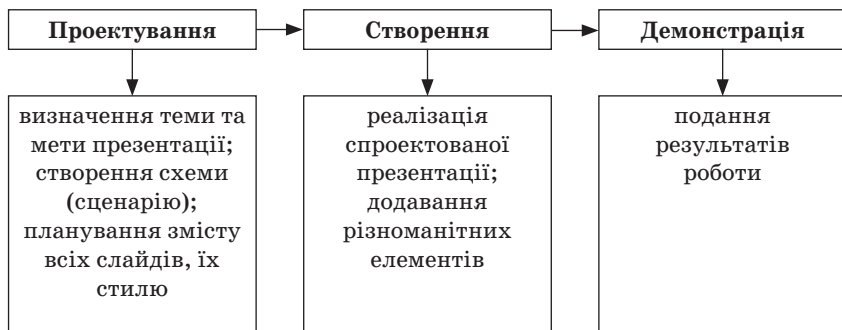 Проектування
Створення
Демонстрація
визначення теми та
мети презентації;
створення схеми
(сценарію);
планування змісту
всіх слайдів, їх
стилю
реалізація
спроектованої
презентації;
додавання
різноманітних
елементів
подання
результатів
роботи